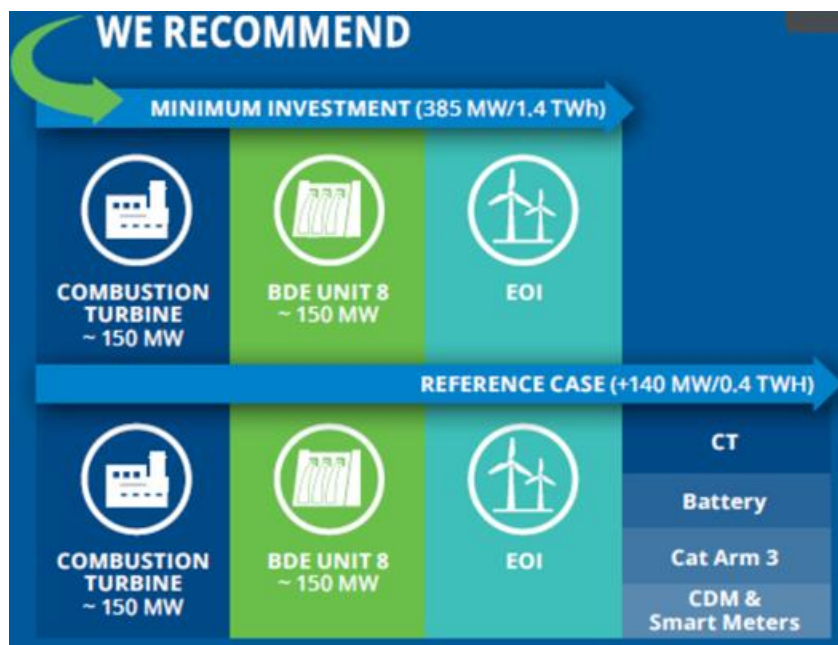 WE RECOMMEND
MINIMUM INVESTMENT (385 MW/1.4 TWh)
COMBUSTION
TURBINE
~ 150 MW
BDE UNIT 8
~ 150 MW
EOI
REFERENCE CASE (+140 MW/0.4 TWH)
COMBUSTION
TURBINE
~ 150 MW
BDE UNIT 8
~ 150 MW
EOI
CT
Battery
Cat Arm 3
CDM &
Smart Meters